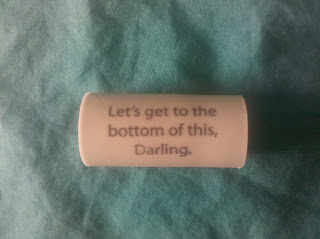 Let's get to the
bottom of this,
Darling.